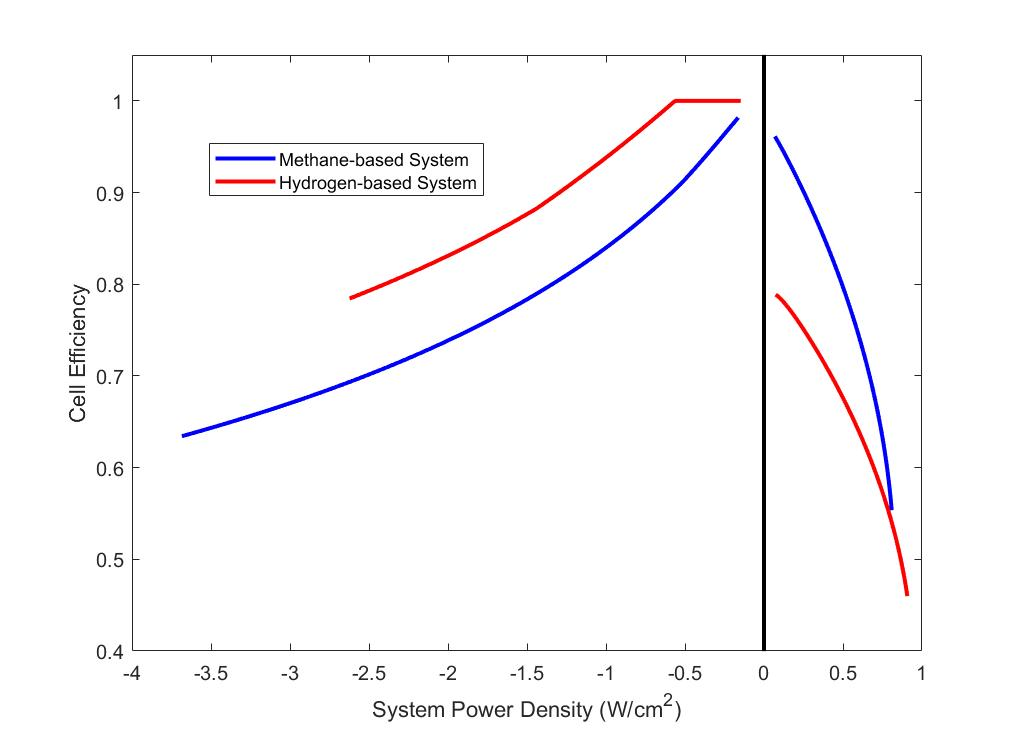 1
0.9
0.8
0.7
0.6
0.5
0.4
Cell Efficiency
Methane-based System
Hydrogen-based System
-4 -3.5 -3 -2.5 -2 -1.5 -1 -0.5 0 0.5 1
System Power Density (W/cm²)